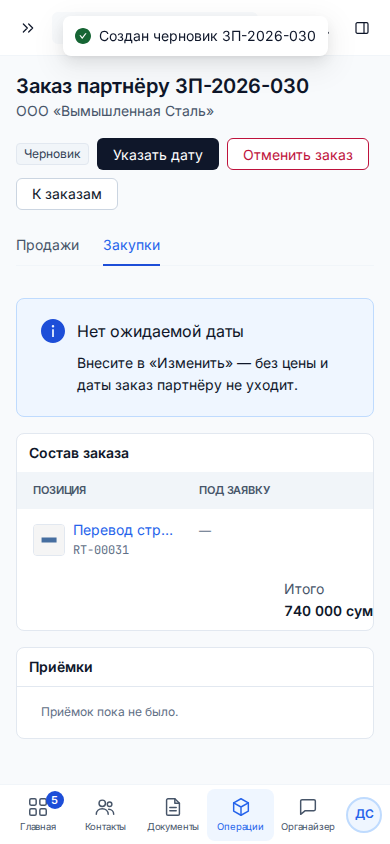 Создан черновик ЗП-2026-030
Заказ партнёру ЗП-2026-030
ООО «Вымышленная Сталь»
Черновик
Указать дату
Отменить заказ
К заказам
Продажи
Закупки
Нет ожидаемой даты
Внесите в «Изменить» — без цены и
даты заказ партнёру не уходит.
Состав заказа
ПОЗИЦИЯ
ПОД ЗАЯВКУ
Перевод стр...
—
RT-00031
Итого
740 000 сум
Приёмки
Приёмок пока не было.
5
Главная
Контакты
Документы
Операции
Органайзер
ДС